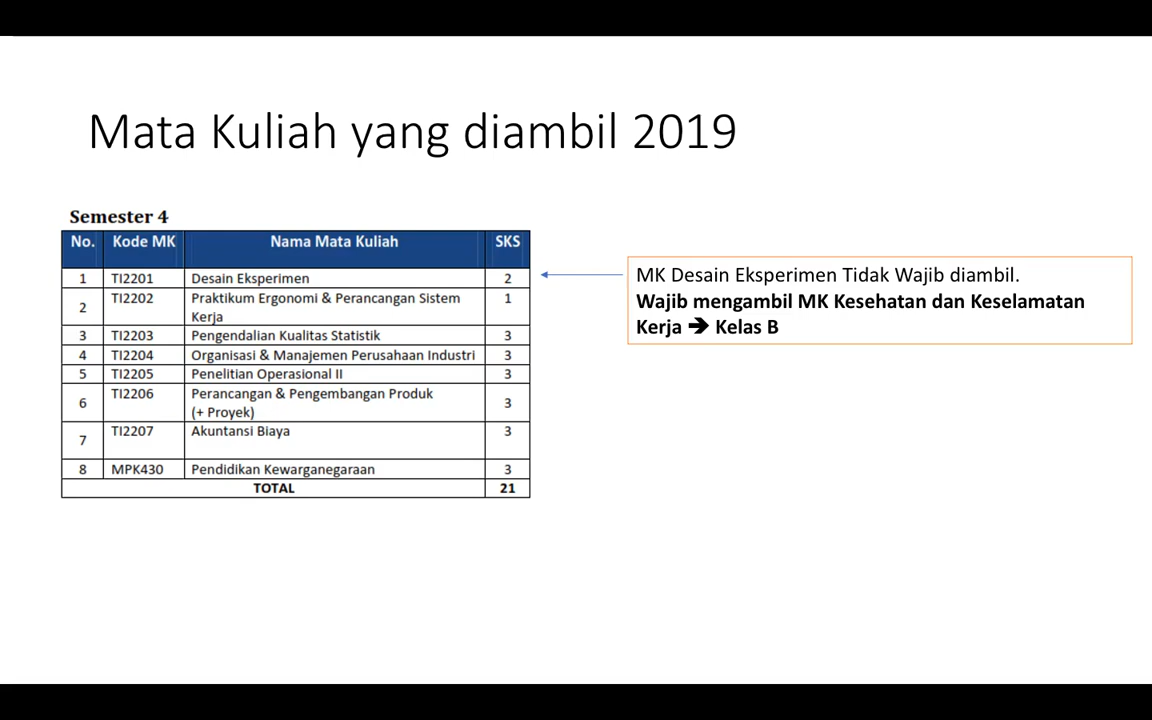 Mata Kuliah yang diambil 2019
Semester 4
No. Kode MK Nama Mata Kuliah SKS
1 TI2201 Desain Eksperimen 2
2 TI2202 Praktikum Ergonomi & Perancangan Sistem 1
Kerja
3 TI2203 Pengendalian Kualitas Statistik 3
4 TI2204 Organisasi & Manajemen Perusahaan Industri 3
5 TI2205 Penelitian Operasional II 3
6 TI2206 Perancangan & Pengembangan Produk 3
(+ Proyek)
7 TI2207 Akuntansi Biaya 3
8 MPK430 Pendidikan Kewarganegaraan 3
TOTAL 21
MK Desain Eksperimen Tidak Wajib diambil.
Wajib mengambil MK Kesehatan dan Keselamatan
Kerja ➔ Kelas B